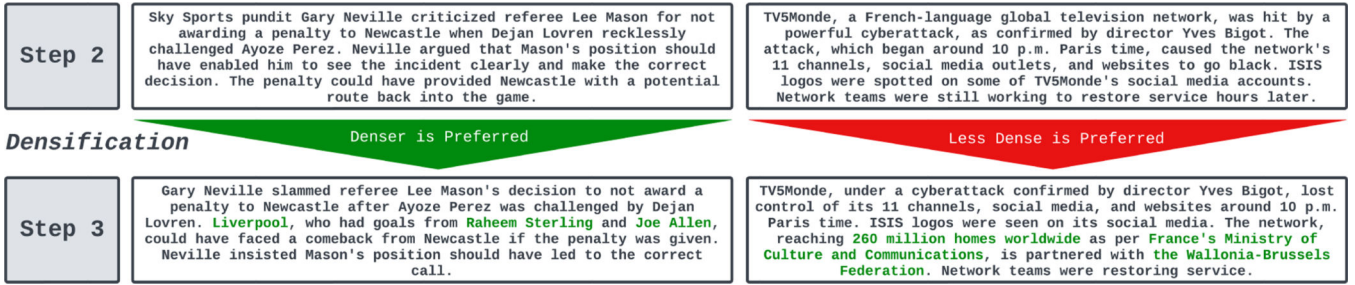 Step 2
Sky Sports pundit Gary Neville criticized referee Lee Mason for not
awarding a penalty to Newcastle when Dejan Lovren recklessly
challenged Ayoze Perez. Neville argued that Mason's position should
have enabled him to see the incident clearly and make the correct
decision. The penalty could have provided Newcastle with a potential
route back into the game.
TV5Monde, a French-language global television network, was hit by a
powerful cyberattack, as confirmed by director Yves Bigot. The
attack, which began around 10 p.m. Paris time, caused the network's
11 channels, social media outlets, and websites to go black. ISIS
logos were spotted on some of TV5Monde's social media accounts.
Network teams were still working to restore service hours later.
Densification
Denser is Preferred
Less Dense is Preferred
Step 3
Gary Neville slammed referee Lee Mason's decision to not award a
penalty to Newcastle after Ayoze Perez was challenged by Dejan
Lovren. Liverpool, who had goals from Raheem Sterling and Joe Allen,
could have faced a comeback from Newcastle if the penalty was given.
Neville insisted Mason's position should have led to the correct
call.
TV5Monde, under a cyberattack confirmed by director Yves Bigot, lost
control of its 11 channels, social media, and websites around 10 p.m.
Paris time. ISIS logos were seen on its social media. The network,
reaching 260 million homes worldwide as per France's Ministry of
Culture and Communications, is partnered with the Wallonia-Brussels
Federation. Network teams were restoring service.